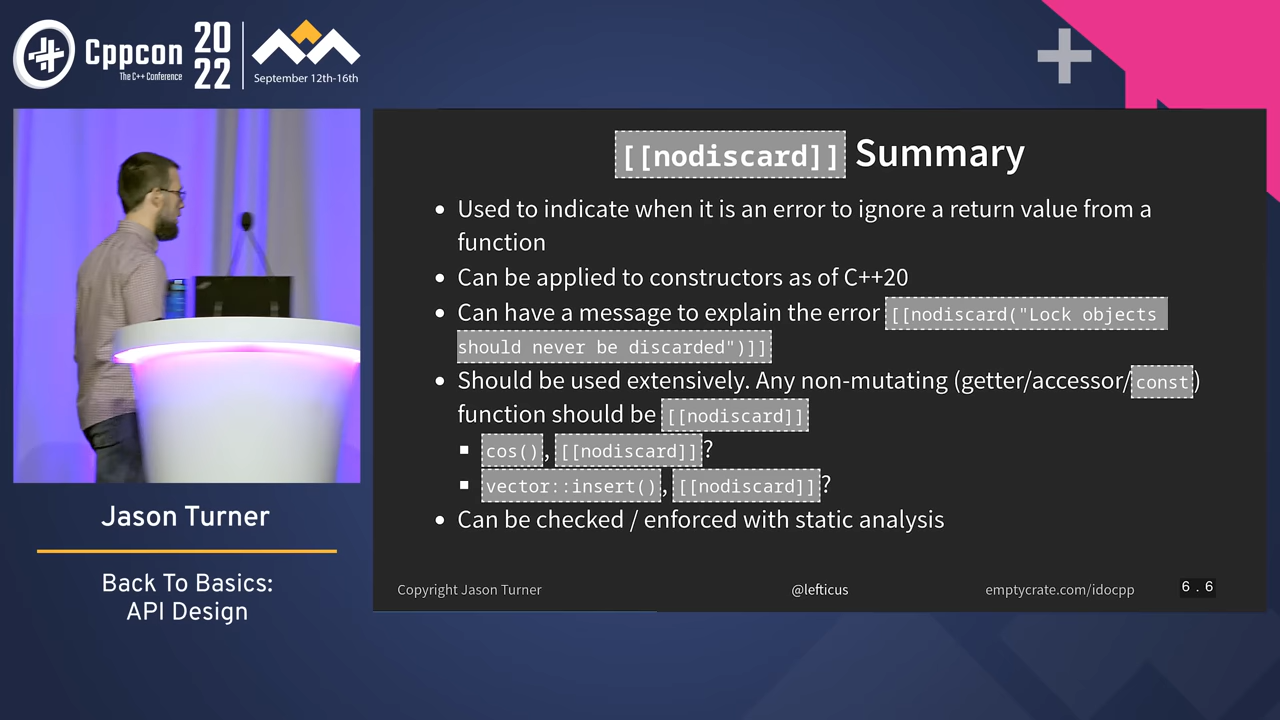 Cppcon
The C++ Conference
20
22
September 12th-16th
[[nodiscard]] Summary
• Used to indicate when it is an error to ignore a return value from a
function
• Can be applied to constructors as of C++20
• Can have a message to explain the error [[nodiscard("Lock objects
should never be discarded")]]
• Should be used extensively. Any non-mutating (getter/accessor/const)
function should be [[nodiscard]]
▪ cos(), [[nodiscard]]?
▪ vector::insert(), [[nodiscard]]?
• Can be checked / enforced with static analysis
Copyright Jason Turner
@lefticus
emptycrate.com/idocpp
6.6
Jason Turner
Back To Basics:
API Design